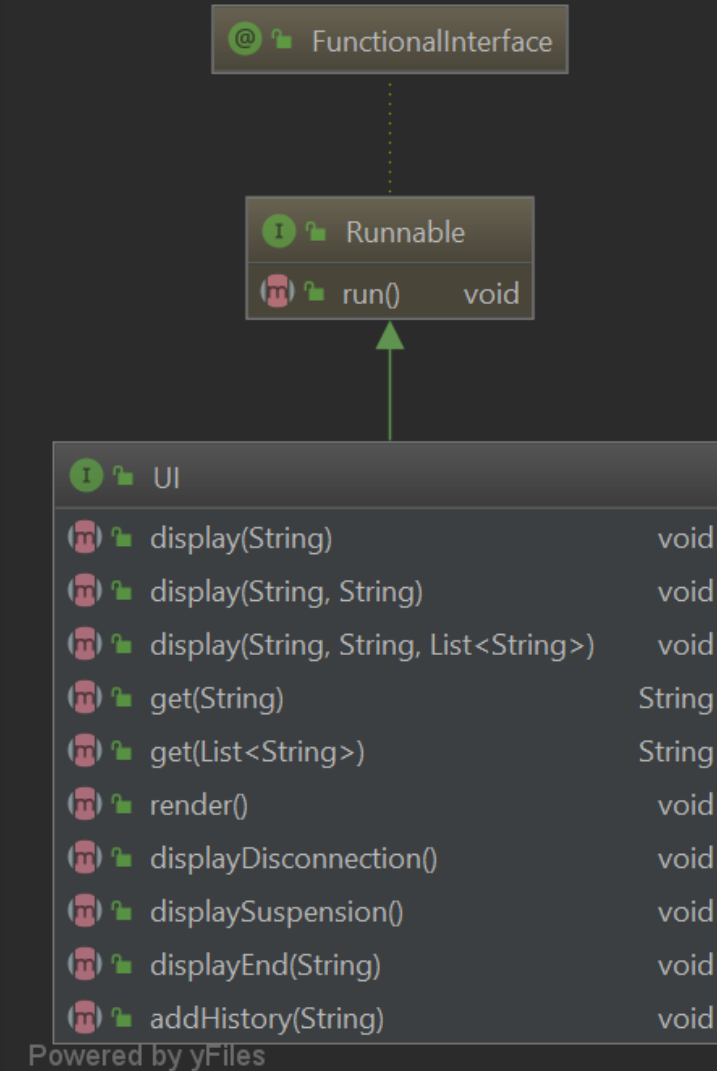 @ FunctionalInterface
I Runnable
m run() void
I UI
m display(String) void
m display(String, String) void
m display(String, String, List<String>) void
m get(String) String
m get(List<String>) String
m render() void
m displayDisconnection() void
m displaySuspension() void
m displayEnd(String) void
m addHistory(String) void
Powered by yFiles